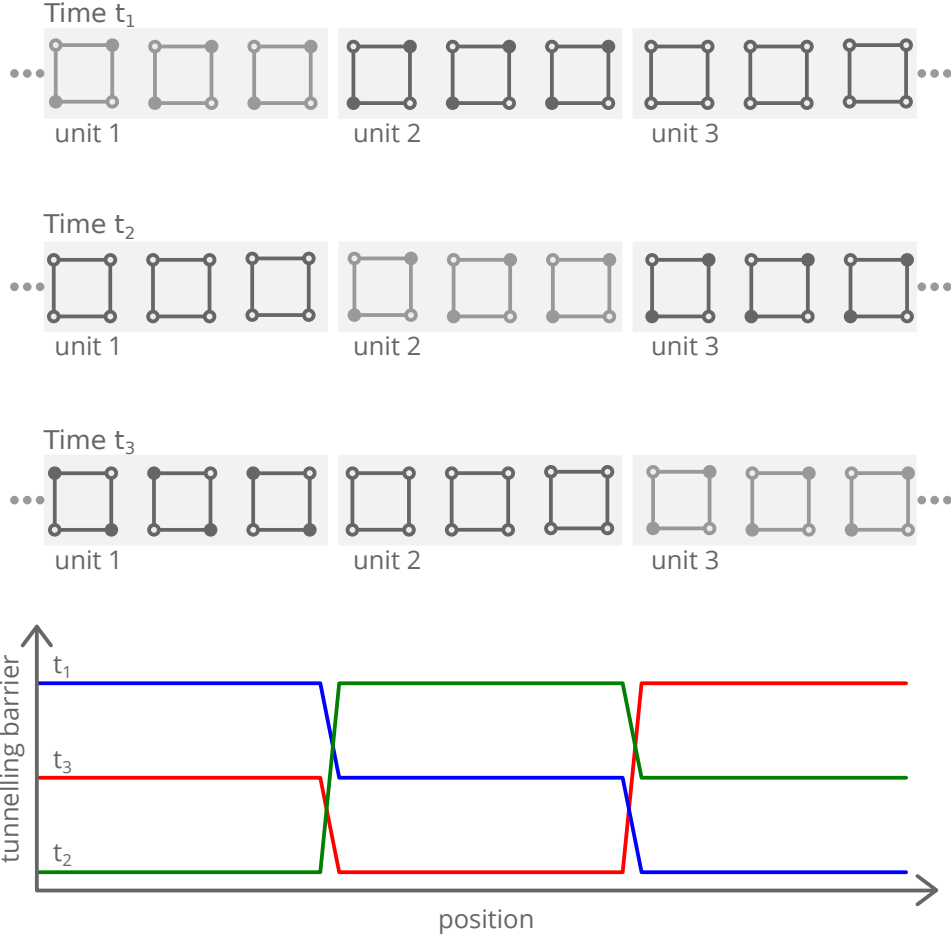 Time t₁
unit 1
unit 2
unit 3
Time t₂
unit 1
unit 2
unit 3
Time t₃
unit 1
unit 2
unit 3
tunnelling barrier
t₁
t₃
t₂
position